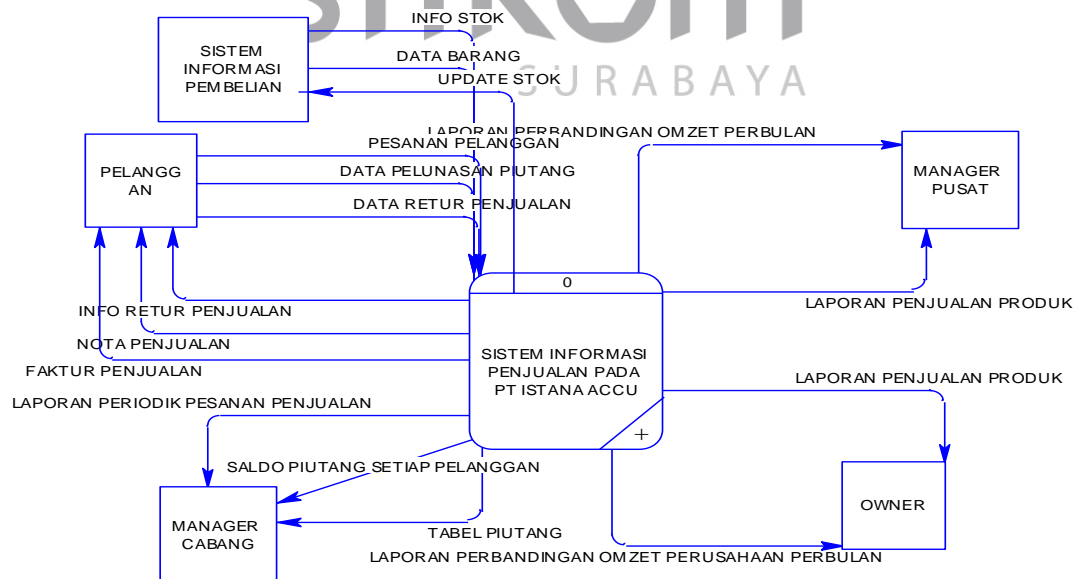 STIKOM
SURABAYA
INFO STOK
SISTEM
INFORMASI
PEMBELIAN
DATA BARANG
UPDATE STOK
LAPORAN PERBANDINGAN OMZET PERBULAN
PESANAN PELANGGAN
PELANGG
AN
DATA PELUNASAN PIUTANG
DATA RETUR PENJUALAN
MANAGER
PUSAT
0
INFO RETUR PENJUALAN
LAPORAN PENJUALAN PRODUK
NOTA PENJUALAN
FAKTUR PENJUALAN
SISTEM INFORMASI
PENJUALAN PADA
PT ISTANA ACCU
+
LAPORAN PENJUALAN PRODUK
LAPORAN PERIODIK PESANAN PENJUALAN
SALDO PIUTANG SETIAP PELANGGAN
OWNER
MANAGER
CABANG
TABEL PIUTANG
LAPORAN PERBANDINGAN OMZET PERUSAHAAN PERBULAN